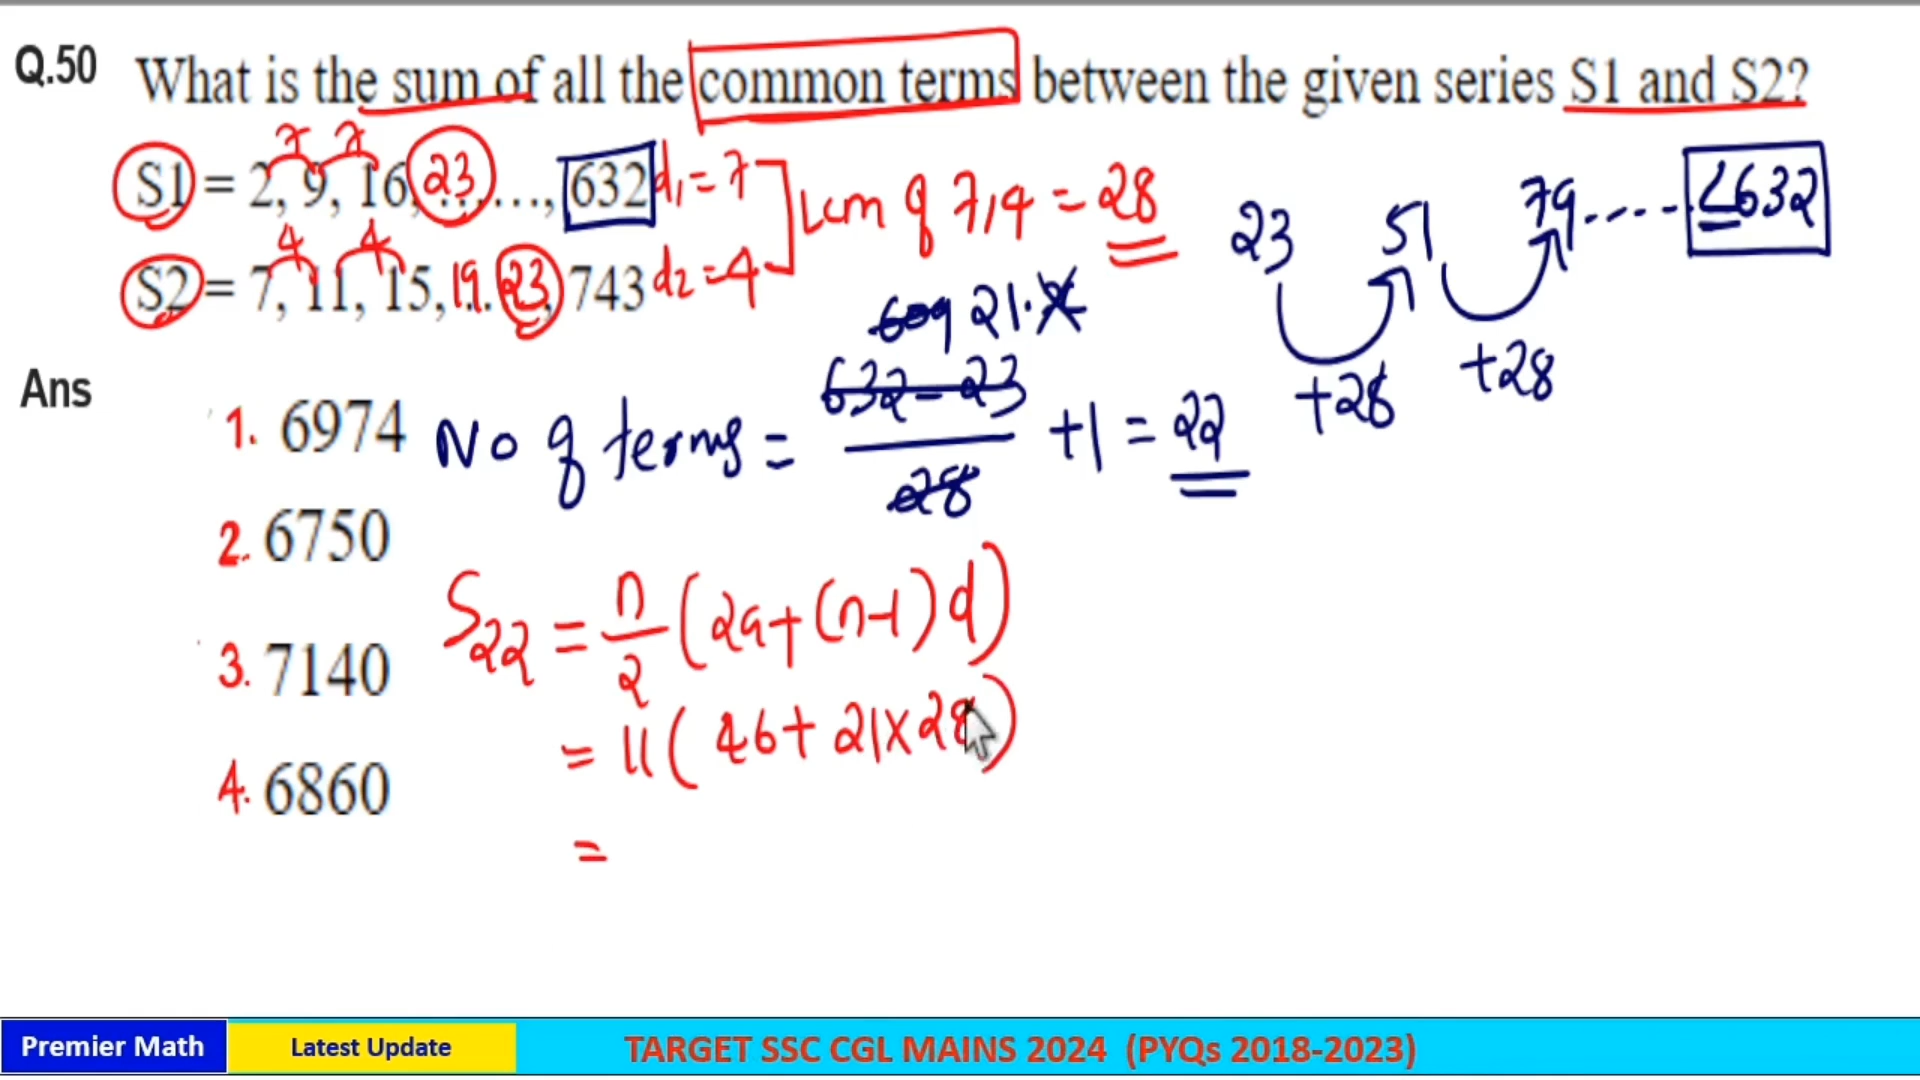 Q.50 What is the sum of all the common terms between the given series S1 and S2?
7 7
S1 = 2, 9, 16, 23 ......, 632 d₁ = 7
4 4
S2 = 7, 11, 15, 19 .. 23, 743 d₂ = 4
Lcm of 7,4 = 28
23 51 79 ..... ≤632
+28 +28
Ans
1. 6974
2. 6750
3. 7140
4. 6860
609 21.x
No of terms = 632 - 23 / 28 + 1 = 22
S₂₂ = n/2 (2a + (n-1) d)
= 11 ( 46 + 21 x 28 )
=
Premier Math
Latest Update
TARGET SSC CGL MAINS 2024 (PYQs 2018-2023)